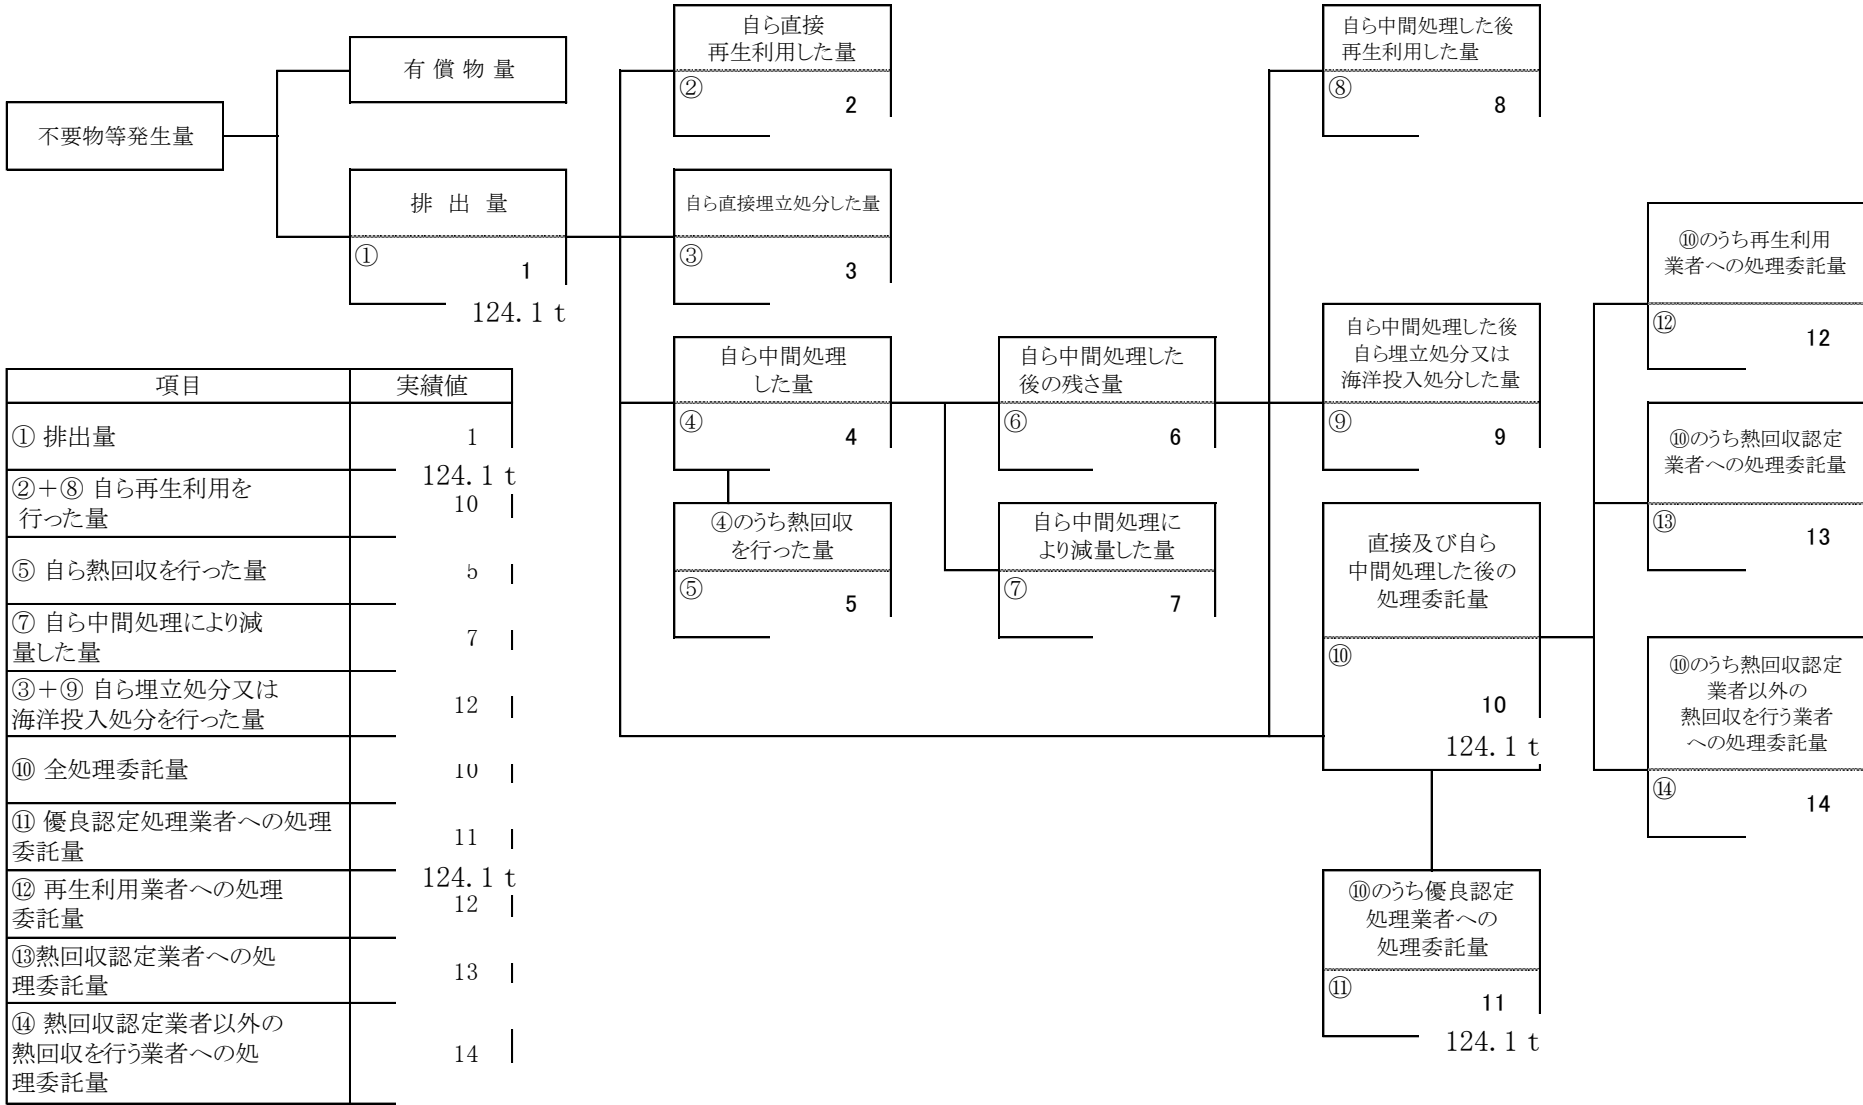 不要物等発生量
有 償 物 量
排 出 量
①
1
124.1 t
自ら直接
再生利用した量
②
2
自ら直接埋立処分した量
③
3
自ら中間処理
した量
④
4
④のうち熱回収
を行った量
⑤
5
自ら中間処理した
後の残さ量
⑥
6
自ら中間処理に
より減量した量
⑦
7
自ら中間処理した後
再生利用した量
⑧
8
自ら中間処理した後
自ら埋立処分又は
海洋投入処分した量
⑨
9
直接及び自ら
中間処理した後の
処理委託量
⑩
10
124.1 t
⑩のうち優良認定
処理業者への
処理委託量
⑪
11
124.1 t
⑩のうち再生利用
業者への処理委託量
⑫
12
⑩のうち熱回収認定
業者への処理委託量
⑬
13
⑩のうち熱回収認定
業者以外の
熱回収を行う業者
への処理委託量
⑭
14
項目 実績値
① 排出量 1
124.1 t
②＋⑧ 自ら再生利用を
行った量 10
⑤ 自ら熱回収を行った量 5
⑦ 自ら中間処理により減
量した量 7
③＋⑨ 自ら埋立処分又は
海洋投入処分を行った量 12
⑩ 全処理委託量 10
⑪ 優良認定処理業者への処理
委託量 11
124.1 t
⑫ 再生利用業者への処理
委託量 12
⑬熱回収認定業者への処
理委託量 13
⑭ 熱回収認定業者以外の
熱回収を行う業者への処
理委託量 14